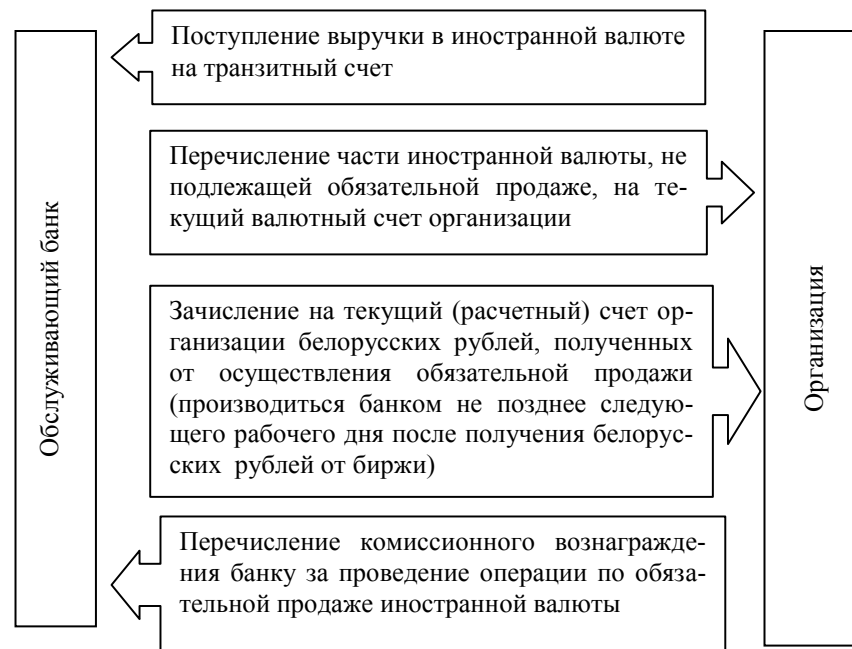 Поступление выручки в иностранной валюте
на транзитный счет
Перечисление части иностранной валюты, не
подлежащей обязательной продаже, на те-
кущий валютный счет организации
Обслуживающий банк
Зачисление на текущий (расчетный) счет ор-
ганизации белорусских рублей, полученных
от осуществления обязательной продажи
(производиться банком не позднее следую-
щего рабочего дня после получения белорус-
ских рублей от биржи)
Организация
Перечисление комиссионного вознагражде-
ния банку за проведение операции по обяза-
тельной продаже иностранной валюты